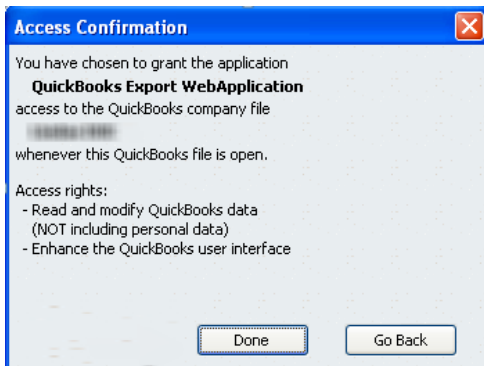 Access Confirmation
You have chosen to grant the application
QuickBooks Export WebApplication
access to the QuickBooks company file
whenever this QuickBooks file is open.
Access rights:
- Read and modify QuickBooks data
(NOT including personal data)
- Enhance the QuickBooks user interface
Done Go Back